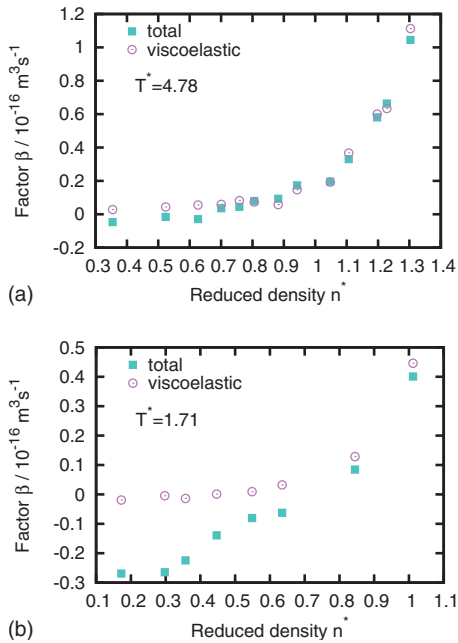 1.2
total
viscoelastic
1
T*=4.78
0.8
0.6
0.4
0.2
0
-0.2
Factor β / 10⁻¹⁶ m³s⁻¹
0.3 0.4 0.5 0.6 0.7 0.8 0.9 1 1.1 1.2 1.3 1.4
(a)
Reduced density n*
0.5
total
viscoelastic
0.4
0.3
T*=1.71
0.2
0.1
0
-0.1
-0.2
-0.3
Factor β / 10⁻¹⁶ m³s⁻¹
0.1 0.2 0.3 0.4 0.5 0.6 0.7 0.8 0.9 1 1.1
(b)
Reduced density n*